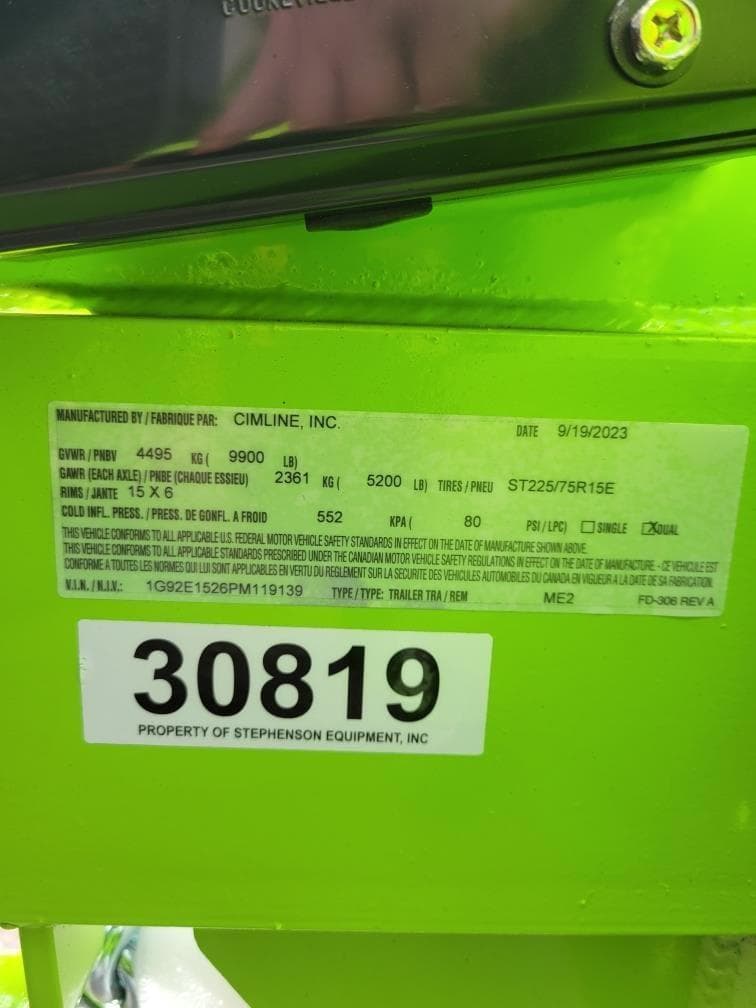 MANUFACTURED BY / FABRIQUE PAR: CIMLINE, INC.
DATE 9/19/2023
GVWR / PNBV 4495 KG ( 9900 LB)
GAWR (EACH AXLE) / PNBE (CHAQUE ESSIEU) 2361 KG ( 5200 LB) TIRES / PNEU ST225/75R15E
RIMS / JANTE 15 X 6
COLD INFL. PRESS. / PRESS. DE GONFL. A FROID 552 KPA ( 80 PSI / LPC) SINGLE DUAL
THIS VEHICLE CONFORMS TO ALL APPLICABLE U.S. FEDERAL MOTOR VEHICLE SAFETY STANDARDS IN EFFECT ON THE DATE OF MANUFACTURE SHOWN ABOVE.
THIS VEHICLE CONFORMS TO ALL APPLICABLE STANDARDS PRESCRIBED UNDER THE CANADIAN MOTOR VEHICLE SAFETY REGULATIONS IN EFFECT ON THE DATE OF MANUFACTURE. - CE VEHICULE EST
CONFORME A TOUTES LES NORMES QUI LUI SONT APPLICABLES EN VERTU DU REGLEMENT SUR LA SECURITE DES VEHICULES AUTOMOBILES DU CANADA EN VIGUEUR A LA DATE DE SA FABRICATION.
V.I.N. / N.I.V.: 1G92E1526PM119139 TYPE / TYPE: TRAILER TRA / REM ME2 FD-306 REV A
30819
PROPERTY OF STEPHENSON EQUIPMENT, INC